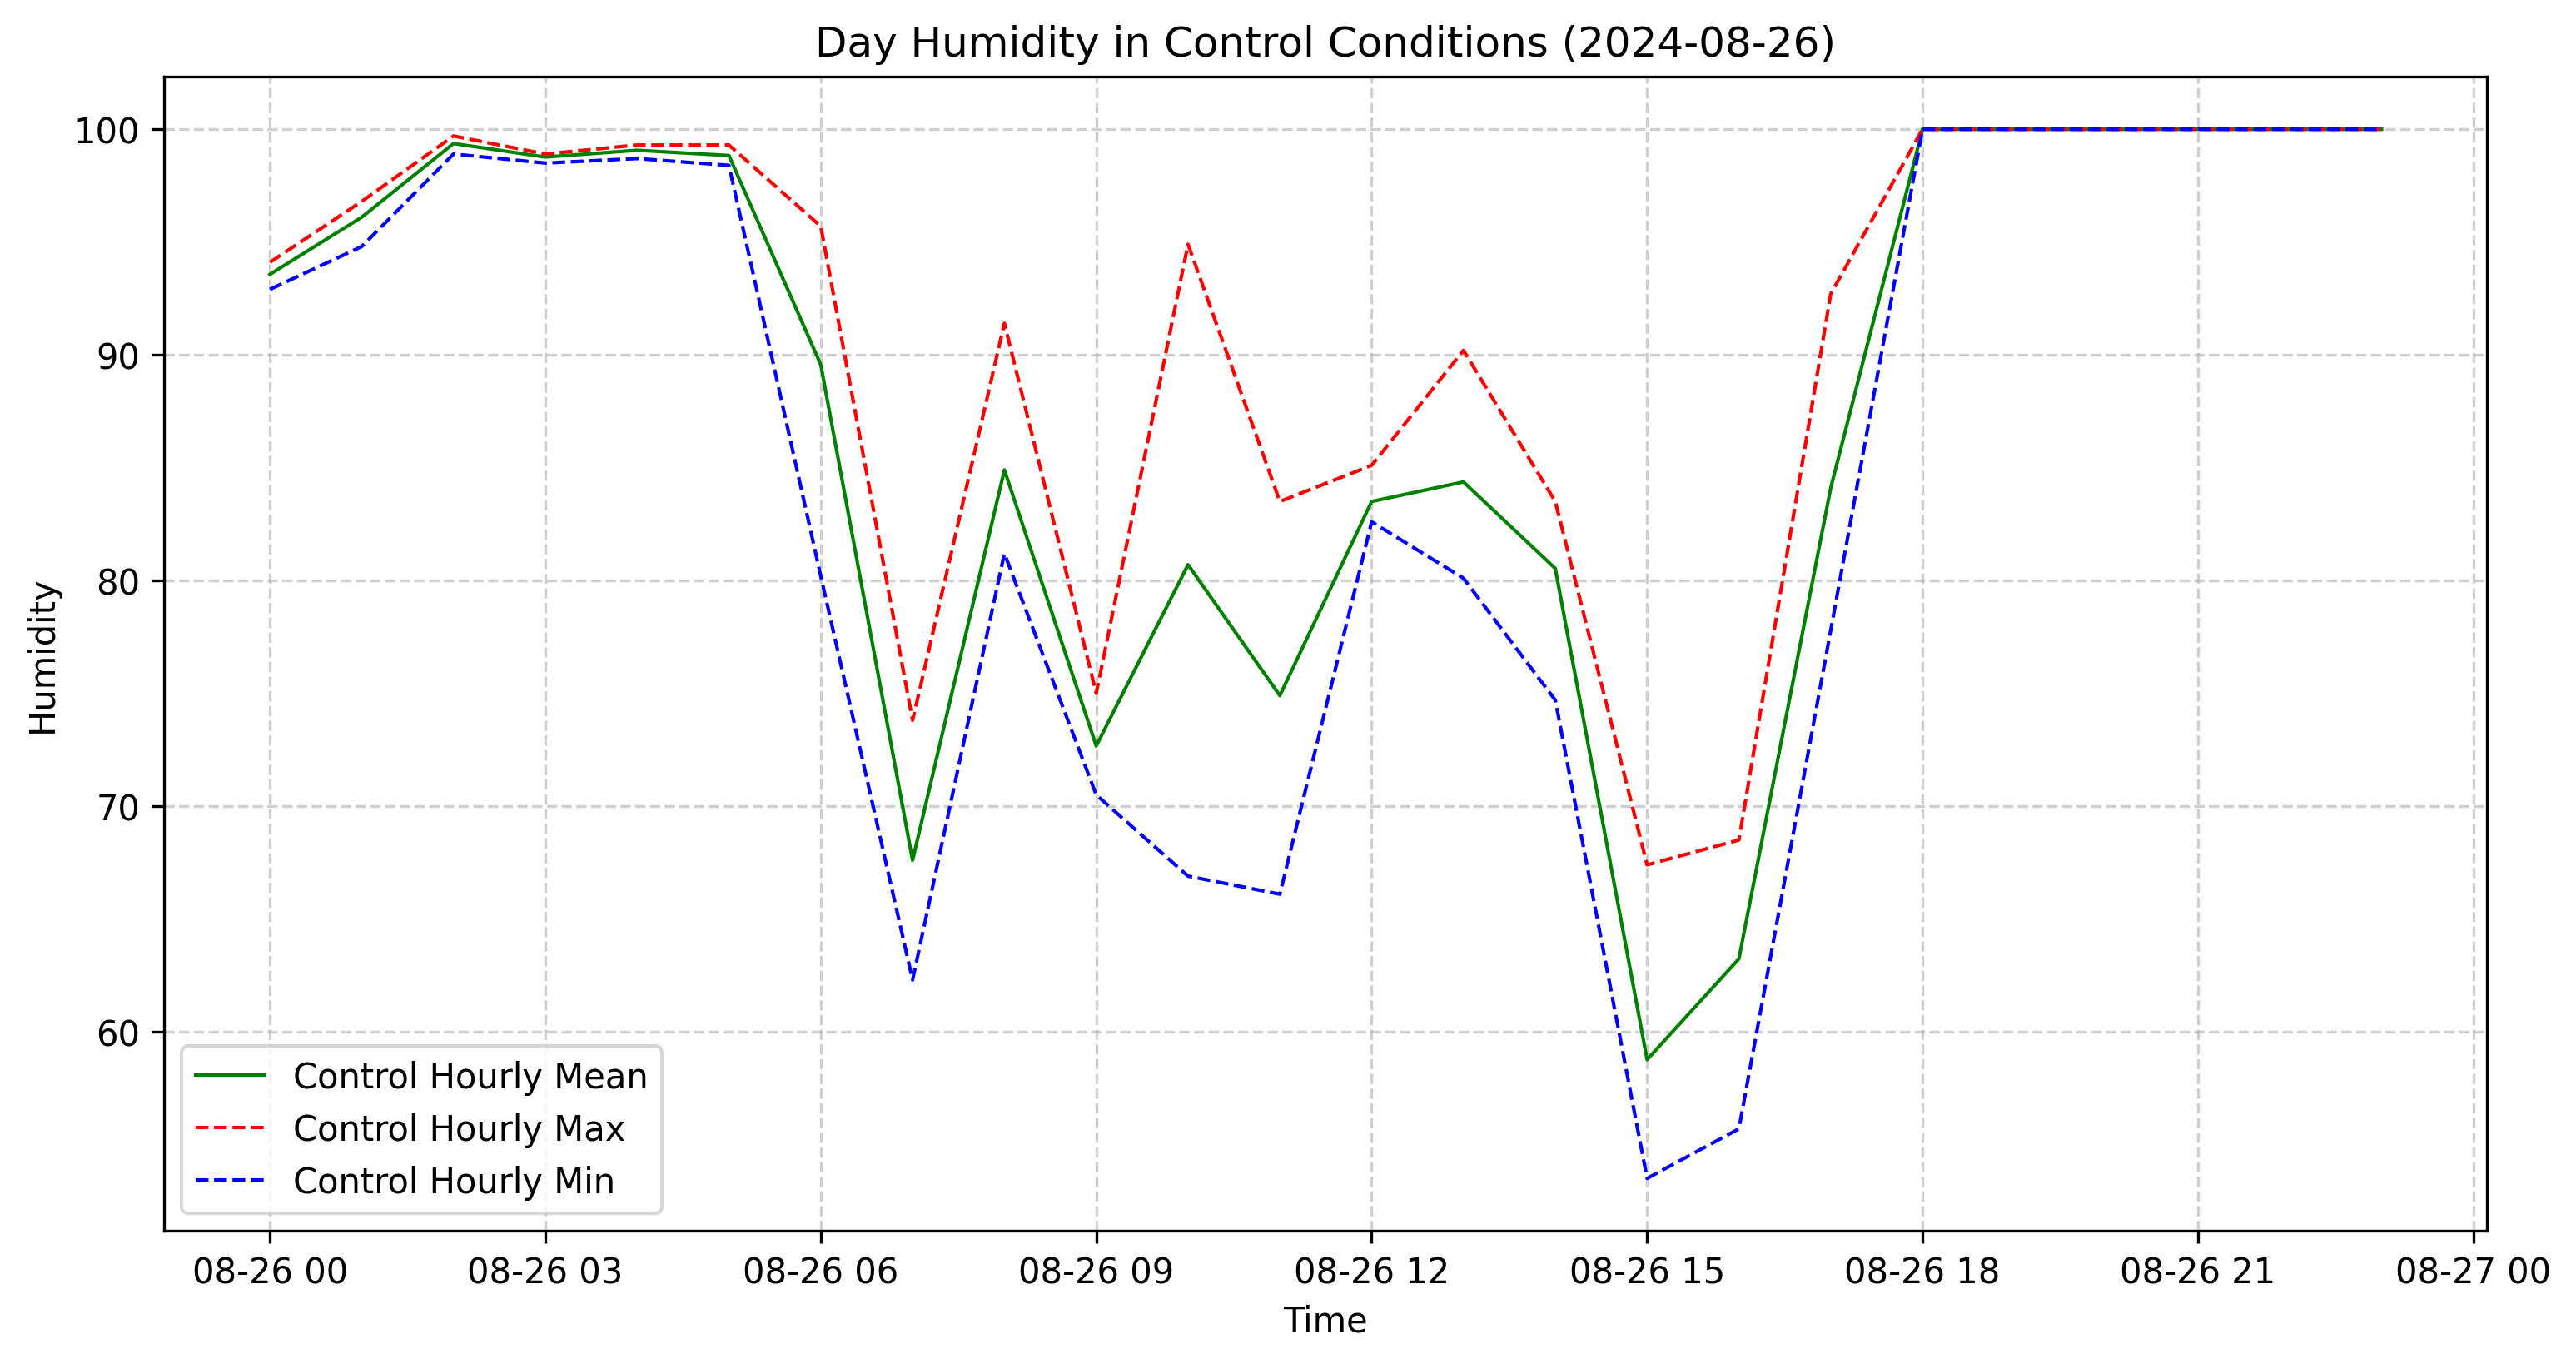 Day Humidity in Control Conditions (2024-08-26)
Humidity
100
90
80
70
60
Control Hourly Mean
Control Hourly Max
Control Hourly Min
08-26 00 08-26 03 08-26 06 08-26 09 08-26 12 08-26 15 08-26 18 08-26 21 08-27 00
Time